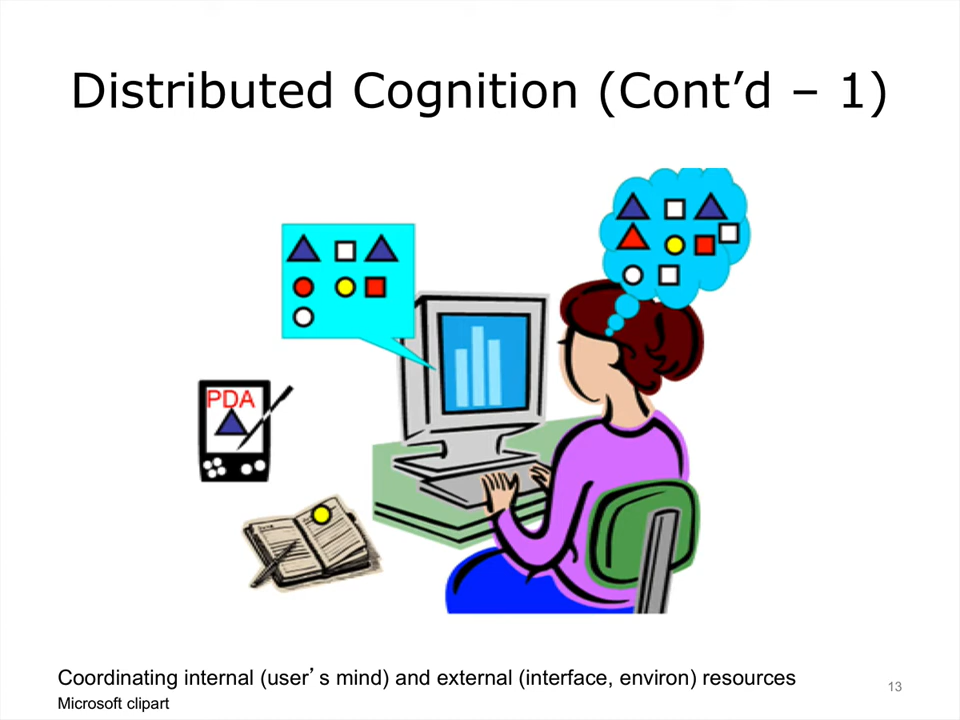 Distributed Cognition (Cont’d – 1)
PDA
Coordinating internal (user’s mind) and external (interface, environ) resources
Microsoft clipart
13